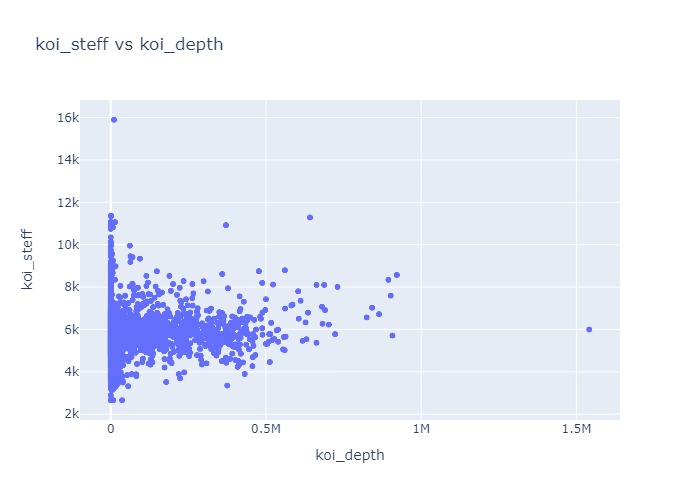 koi_steff vs koi_depth
16k
14k
12k
10k
8k
6k
4k
2k
koi_steff
0
0.5M
1M
1.5M
koi_depth